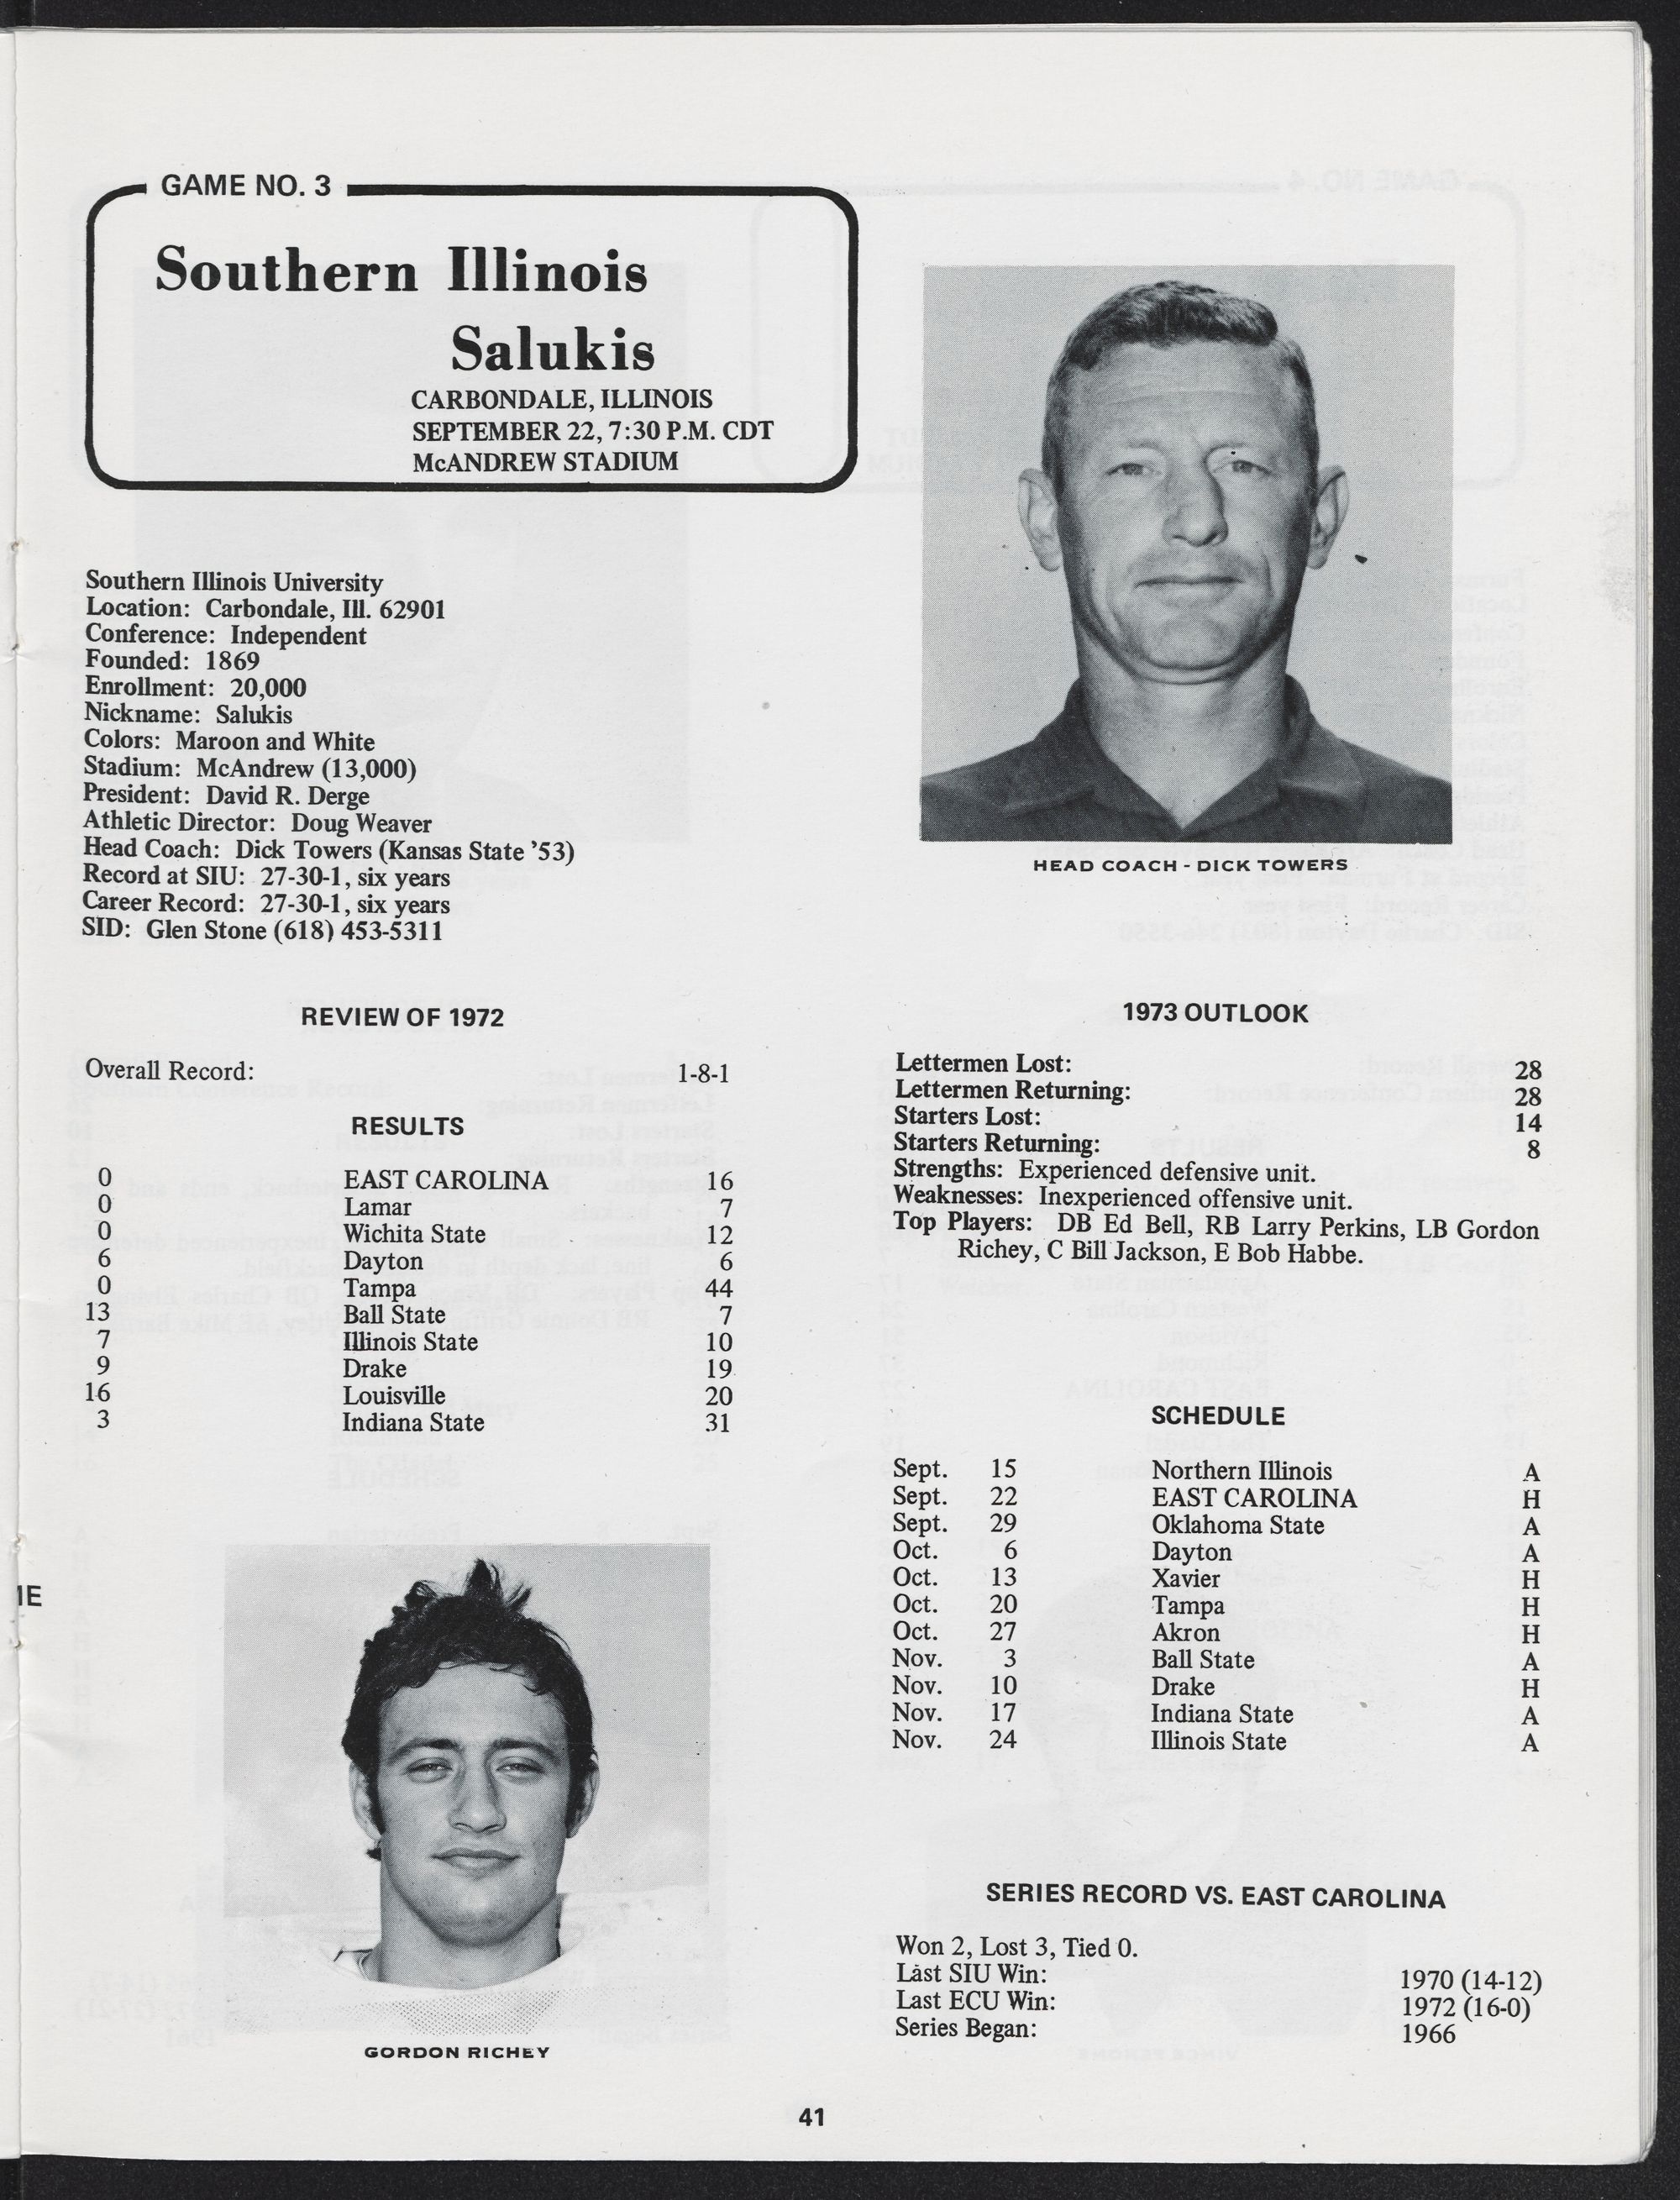 GAME NO. 3
Southern Illinois
Salukis
CARBONDALE, ILLINOIS
SEPTEMBER 22, 7:30 P.M. CDT
McANDREW STADIUM
Southern Illinois University
Location: Carbondale, Ill. 62901
Conference: Independent
Founded: 1869
Enrollment: 20,000
Nickname: Salukis
Colors: Maroon and White
Stadium: McAndrew (13,000)
President: David R. Derge
Athletic Director: Doug Weaver
Head Coach: Dick Towers (Kansas State '53)
Record at SIU: 27-30-1, six years
Career Record: 27-30-1, six years
SID: Glen Stone (618) 453-5311
HEAD COACH - DICK TOWERS
REVIEW OF 1972
Overall Record: 1-8-1
RESULTS
0 EAST CAROLINA 16
0 Lamar 7
0 Wichita State 12
6 Dayton 6
0 Tampa 44
13 Ball State 7
7 Illinois State 10
9 Drake 19
16 Louisville 20
3 Indiana State 31
IE
GORDON RICHEY
1973 OUTLOOK
Lettermen Lost: 28
Lettermen Returning: 28
Starters Lost: 14
Starters Returning: 8
Strengths: Experienced defensive unit.
Weaknesses: Inexperienced offensive unit.
Top Players: DB Ed Bell, RB Larry Perkins, LB Gordon
Richey, C Bill Jackson, E Bob Habbe.
SCHEDULE
Sept. 15 Northern Illinois A
Sept. 22 EAST CAROLINA H
Sept. 29 Oklahoma State A
Oct. 6 Dayton A
Oct. 13 Xavier H
Oct. 20 Tampa H
Oct. 27 Akron H
Nov. 3 Ball State A
Nov. 10 Drake H
Nov. 17 Indiana State A
Nov. 24 Illinois State A
SERIES RECORD VS. EAST CAROLINA
Won 2, Lost 3, Tied 0.
Last SIU Win: 1970 (14-12)
Last ECU Win: 1972 (16-0)
Series Began: 1966
41